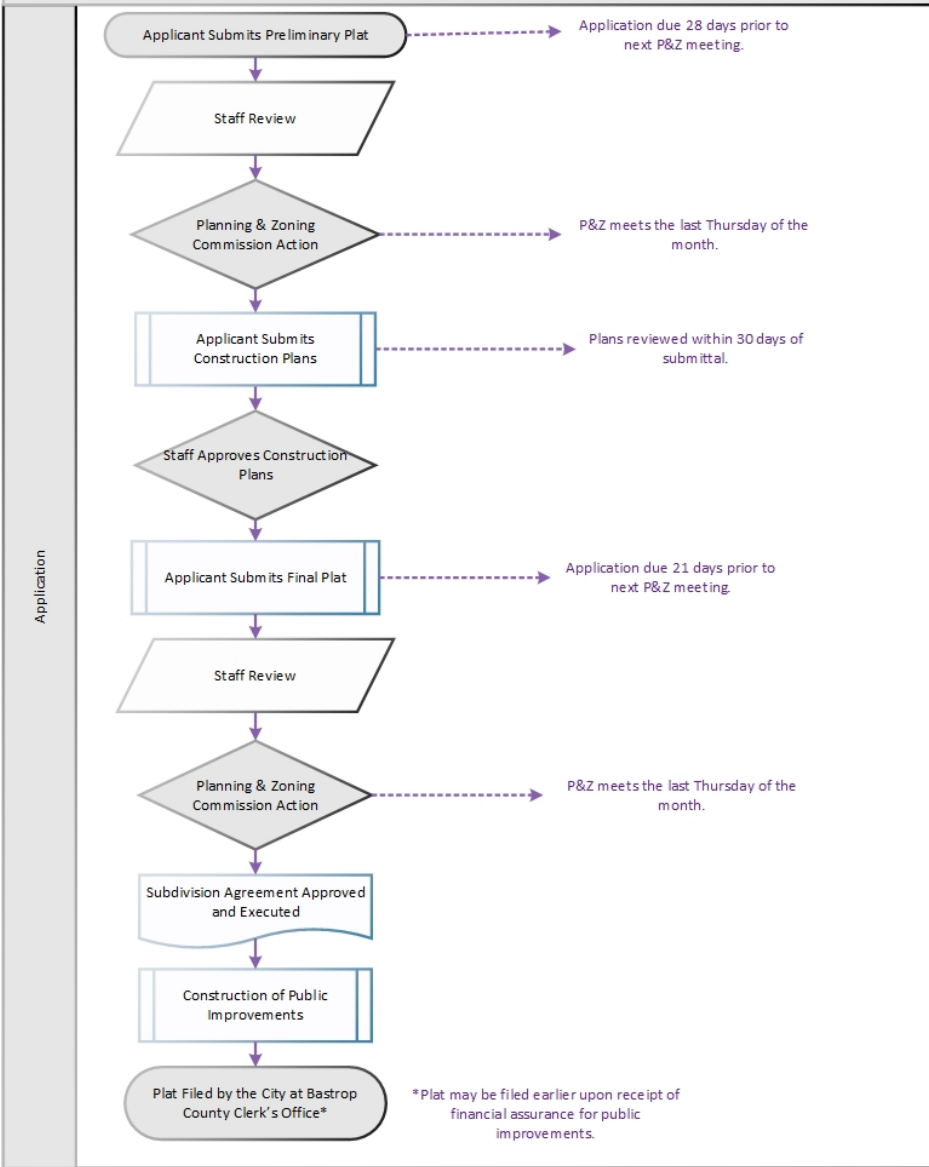 Applicant Submits Preliminary Plat
Application due 28 days prior to
next P&Z meeting.
Staff Review
Planning & Zoning
Commission Action
P&Z meets the last Thursday of the
month.
Applicant Submits
Construction Plans
Plans reviewed within 30 days of
submittal.
Staff Approves Construction
Plans
Application
Applicant Submits Final Plat
Application due 21 days prior to
next P&Z meeting.
Staff Review
Planning & Zoning
Commission Action
P&Z meets the last Thursday of the
month.
Subdivision Agreement Approved
and Executed
Construction of Public
Improvements
Plat Filed by the City at Bastrop
County Clerk's Office*
*Plat may be filed earlier upon receipt of
financial assurance for public
improvements.